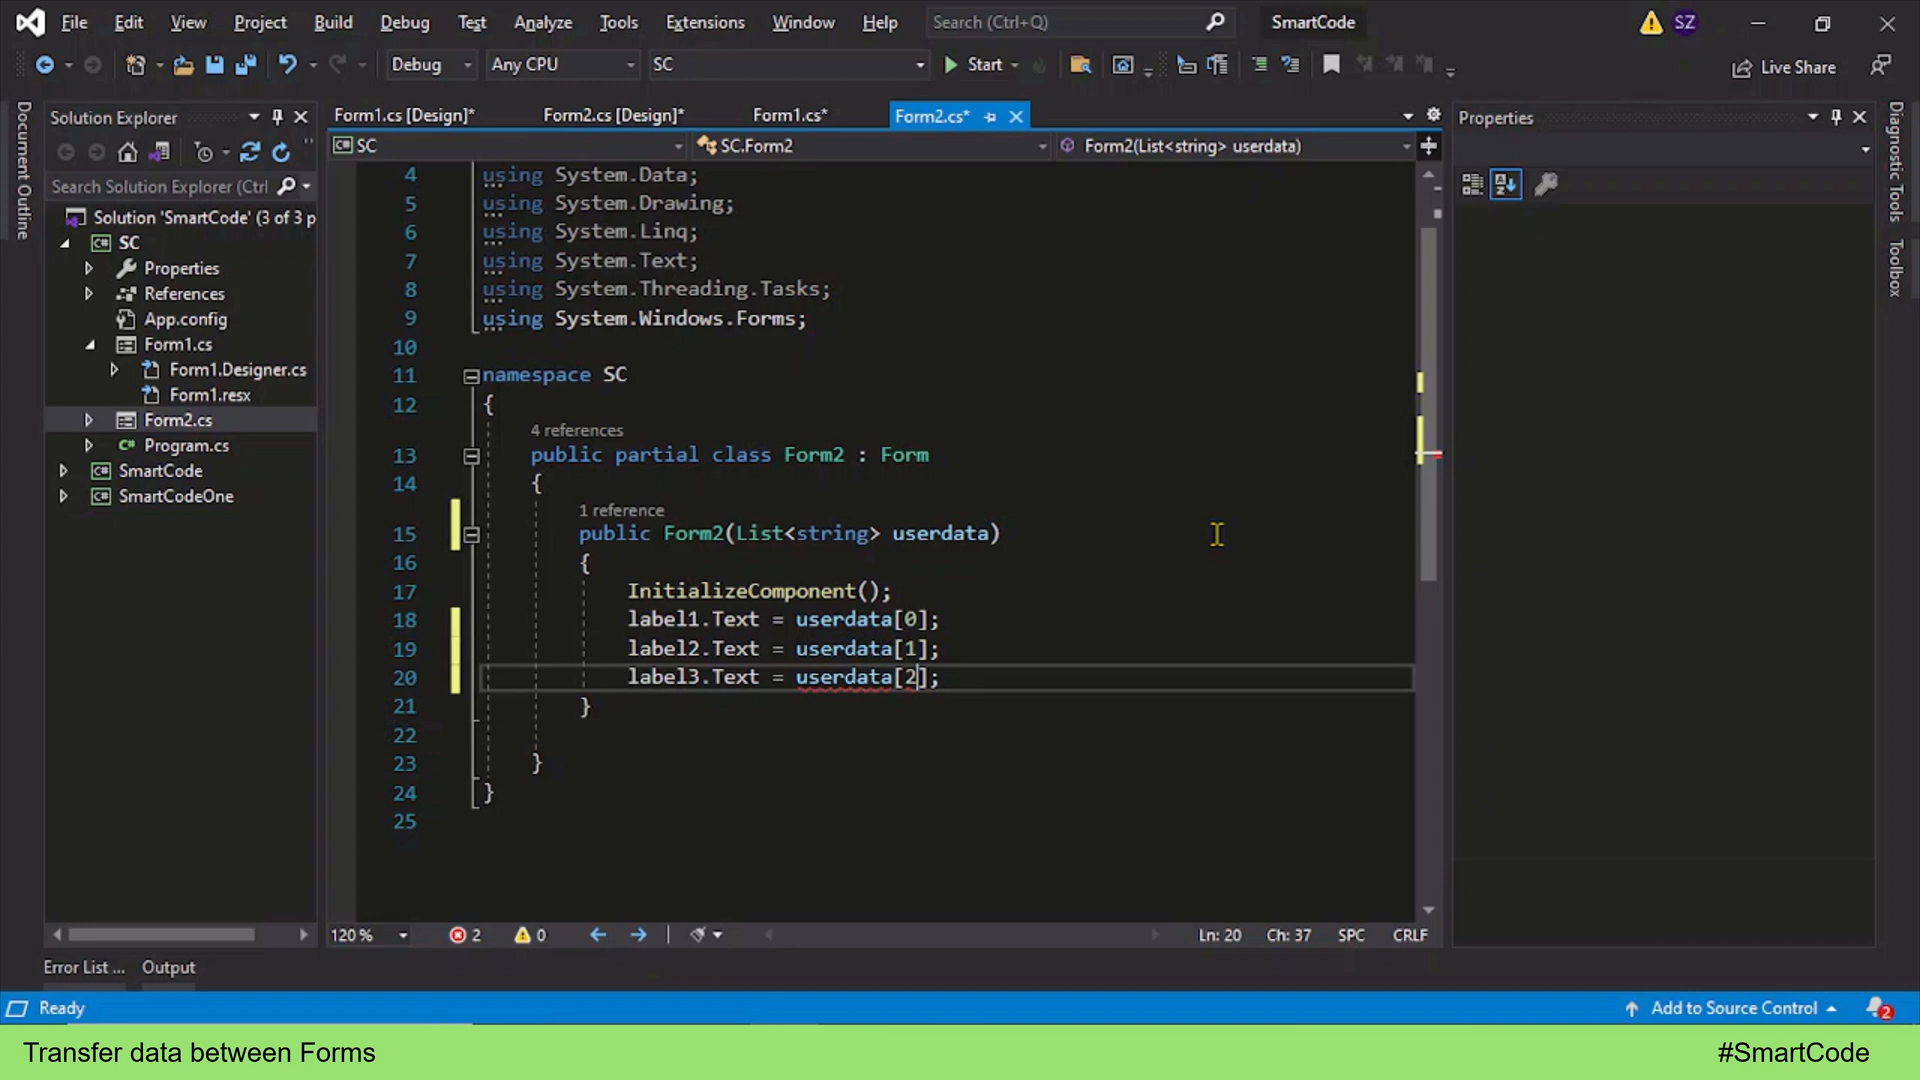 File Edit View Project Build Debug Test Analyze Tools Extensions Window Help Search (Ctrl+Q) SmartCode SZ
Debug Any CPU SC Start Live Share
Document Outline
Solution Explorer
Search Solution Explorer (Ctrl
Solution 'SmartCode' (3 of 3 p
SC
Properties
References
App.config
Form1.cs
Form1.Designer.cs
Form1.resx
Form2.cs
Program.cs
SmartCode
SmartCodeOne
Form1.cs [Design]* Form2.cs [Design]* Form1.cs* Form2.cs*
SC SC.Form2 Form2(List<string> userdata)
4 using System.Data;
5 using System.Drawing;
6 using System.Linq;
7 using System.Text;
8 using System.Threading.Tasks;
9 using System.Windows.Forms;
10
11 namespace SC
12 {
4 references
13 public partial class Form2 : Form
14 {
1 reference
15 public Form2(List<string> userdata)
16 {
17 InitializeComponent();
18 label1.Text = userdata[0];
19 label2.Text = userdata[1];
20 label3.Text = userdata[2];
21 }
22
23 }
24 }
25
120 % 2 0 Ln: 20 Ch: 37 SPC CRLF
Properties
Diagnostic Tools
Toolbox
Error List ... Output
Ready Add to Source Control 2
Transfer data between Forms #SmartCode